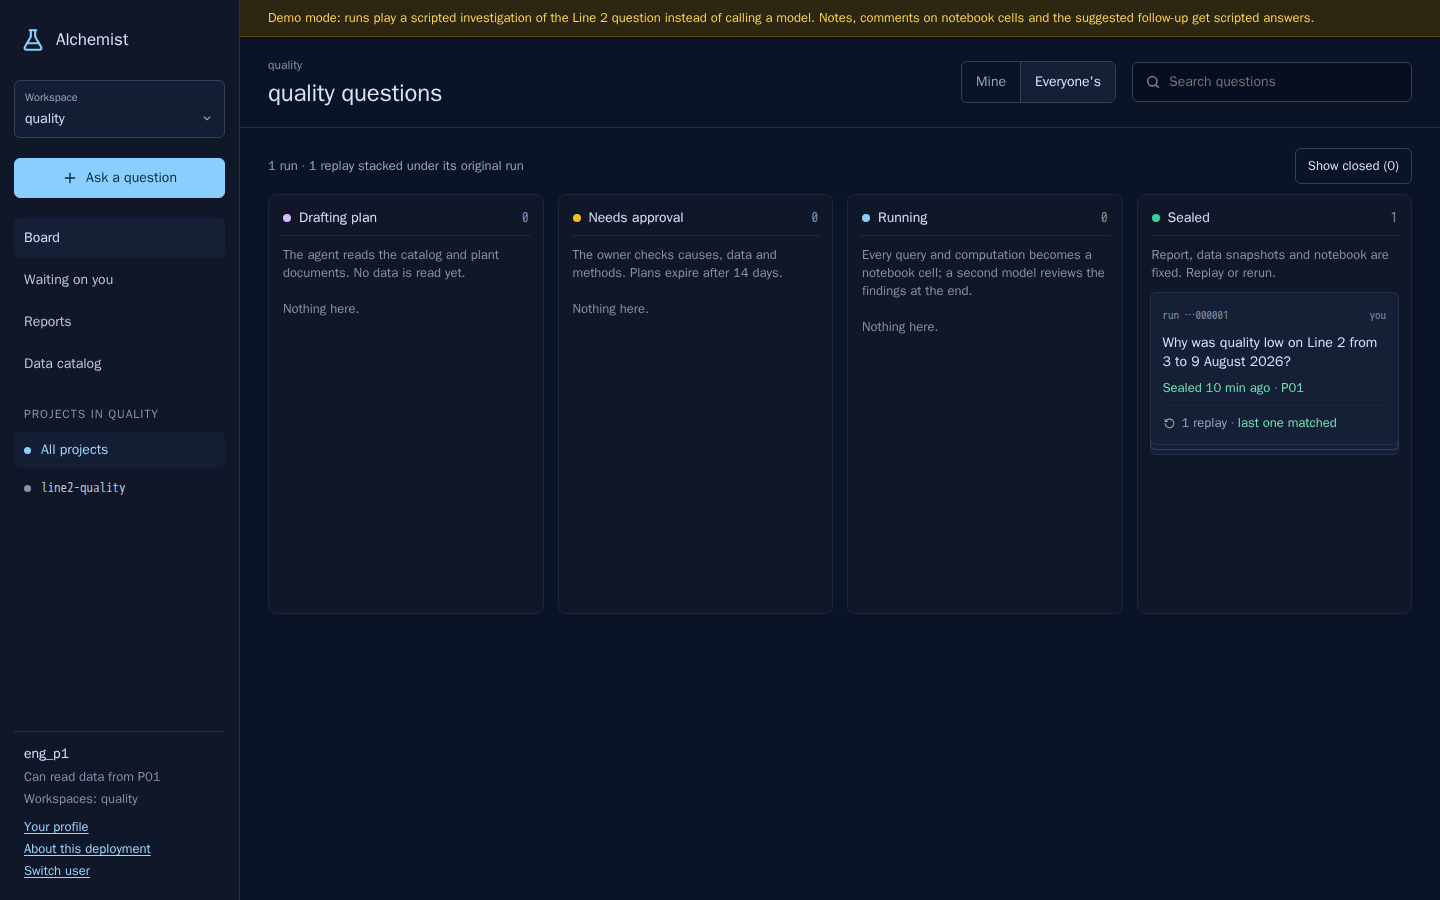 Demo mode: runs play a scripted investigation of the Line 2 question instead of calling a model. Notes, comments on notebook cells and the suggested follow-up get scripted answers.
Alchemist
Workspace
quality
Ask a question
Board
Waiting on you
Reports
Data catalog
PROJECTS IN QUALITY
All projects
line2-quality
eng_p1
Can read data from P01
Workspaces: quality
Your profile
About this deployment
Switch user
quality
quality questions
Mine
Everyone's
Search questions
1 run · 1 replay stacked under its original run
Show closed (0)
Drafting plan 0
The agent reads the catalog and plant
documents. No data is read yet.
Nothing here.
Needs approval 0
The owner checks causes, data and
methods. Plans expire after 14 days.
Nothing here.
Running 0
Every query and computation becomes a
notebook cell; a second model reviews the
findings at the end.
Nothing here.
Sealed 1
Report, data snapshots and notebook are
fixed. Replay or rerun.
run ···000001 you
Why was quality low on Line 2 from
3 to 9 August 2026?
Sealed 10 min ago · P01
1 replay · last one matched